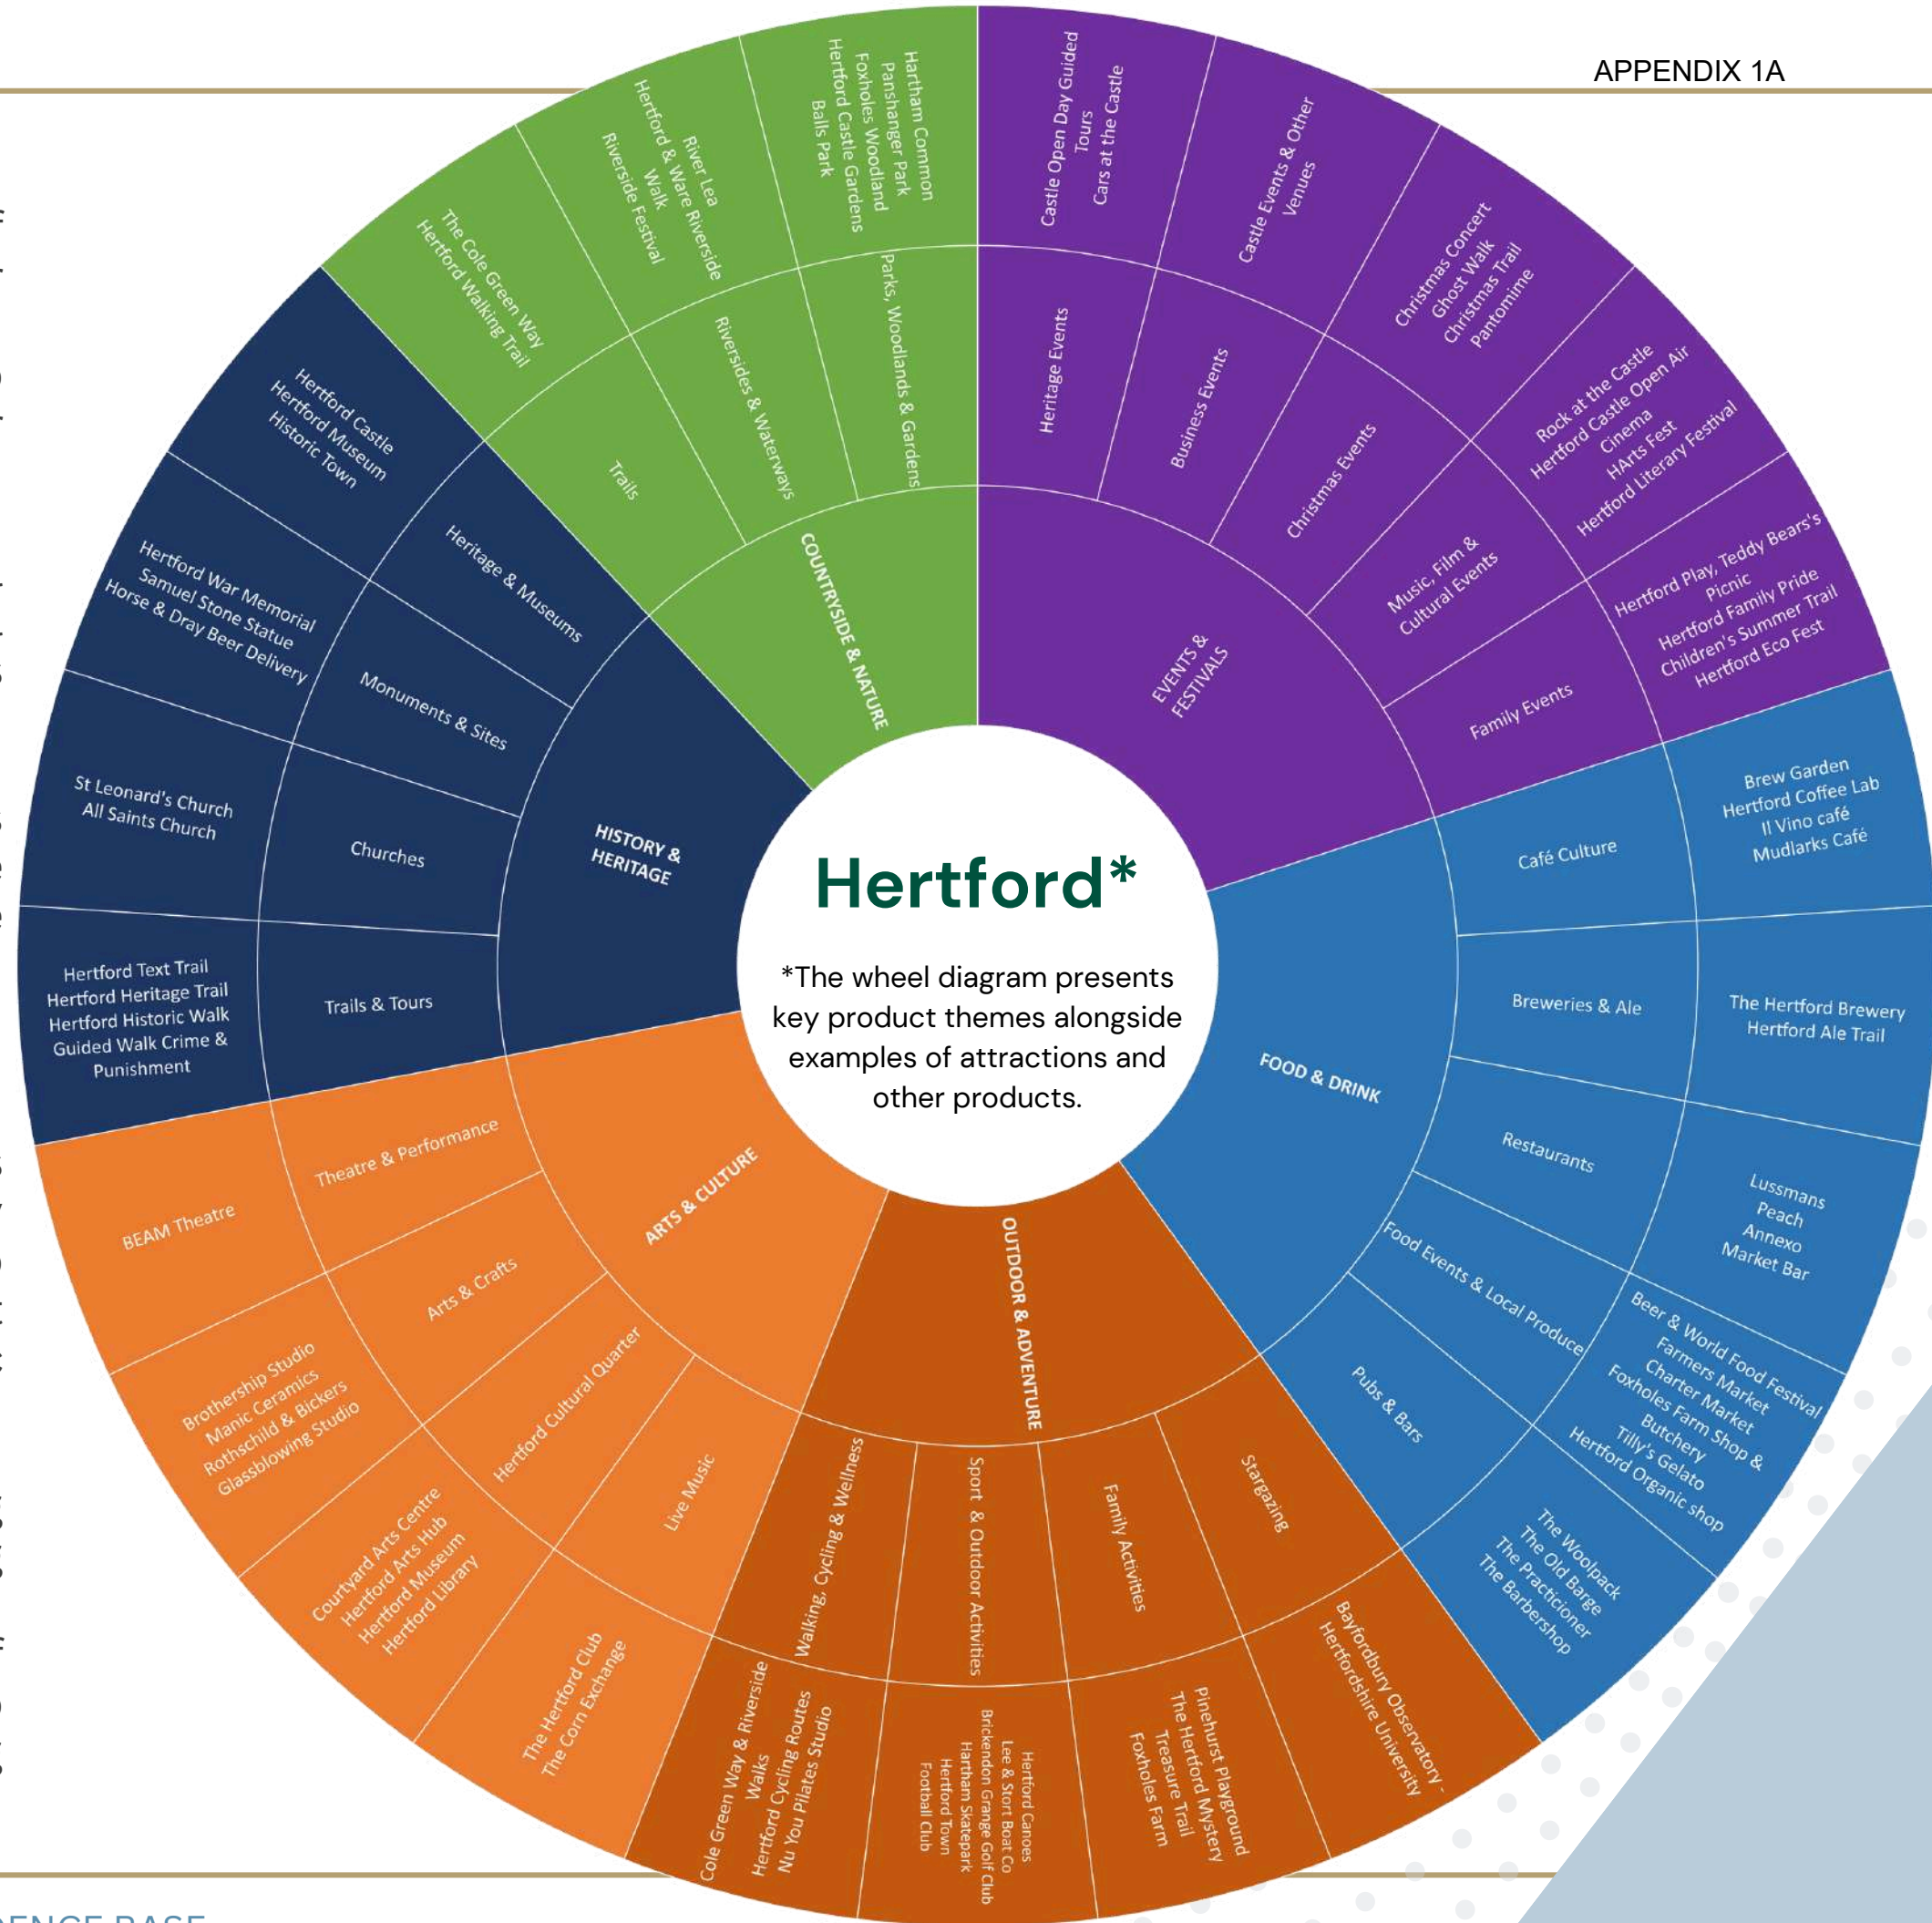 APPENDIX 1A
Hertford*
*The wheel diagram presents
key product themes alongside
examples of attractions and
other products.
EVENTS &
FESTIVALS
Heritage Events
Castle Open Day Guided
Tours
Cars at the Castle
Business Events
Castle Events & Other
Venues
Christmas Events
Christmas Concert
Ghost Walk
Christmas Trail
Pantomime
Music, Film &
Cultural Events
Rock at the Castle
Hertford Castle Open Air
Cinema
HArts Fest
Hertford Literary Festival
Family Events
Hertford Play, Teddy Bears's
Picnic
Hertford Family Pride
Children's Summer Trail
Hertford Eco Fest
FOOD & DRINK
Café Culture
Brew Garden
Hertford Coffee Lab
Il Vino café
Mudlarks Café
Breweries & Ale
The Hertford Brewery
Hertford Ale Trail
Restaurants
Lussmans
Peach
Annexo
Market Bar
Food Events & Local Produce
Beer & World Food Festival
Farmers Market
Charter Market
Foxholes Farm Shop &
Butchery
Tilly's Gelato
Hertford Organic shop
Pubs & Bars
The Woolpack
The Old Barge
The Practicioner
The Barbershop
OUTDOOR & ADVENTURE
Stargazing
Bayfordbury Observatory -
Hertfordshire University
Family Activities
Pinehurst Playground
The Hertford Mystery
Treasure Trail
Foxholes Farm
Sport & Outdoor Activities
Hertford Canoes
Lee & Stort Boat Co
Brickendon Grange Golf Club
Hartham Skatepark
Hertford Town
Football Club
Walking, Cycling & Wellness
Cole Green Way & Riverside
Walks
Hertford Cycling Routes
Nu You Pilates Studio
ARTS & CULTURE
Live Music
The Hertford Club
The Corn Exchange
Hertford Cultural Quarter
Courtyard Arts Centre
Hertford Arts Hub
Hertford Museum
Hertford Library
Arts & Crafts
Brothership Studio
Manic Ceramics
Rothschild & Bickers
Glassblowing Studio
Theatre & Performance
BEAM Theatre
HISTORY &
HERITAGE
Trails & Tours
Hertford Text Trail
Hertford Heritage Trail
Hertford Historic Walk
Guided Walk Crime &
Punishment
Churches
St Leonard's Church
All Saints Church
Monuments & Sites
Hertford War Memorial
Samuel Stone Statue
Horse & Dray Beer Delivery
Heritage & Museums
Hertford Castle
Hertford Museum
Historic Town
COUNTRYSIDE & NATURE
Trails
The Cole Green Way
Hertford Walking Trail
Riversides & Waterways
River Lea
Hertford & Ware Riverside
Walk
Riverside Festival
Parks, Woodlands & Gardens
Hartham Common
Panshanger Park
Foxholes Woodland
Hertford Castle Gardens
Balls Park